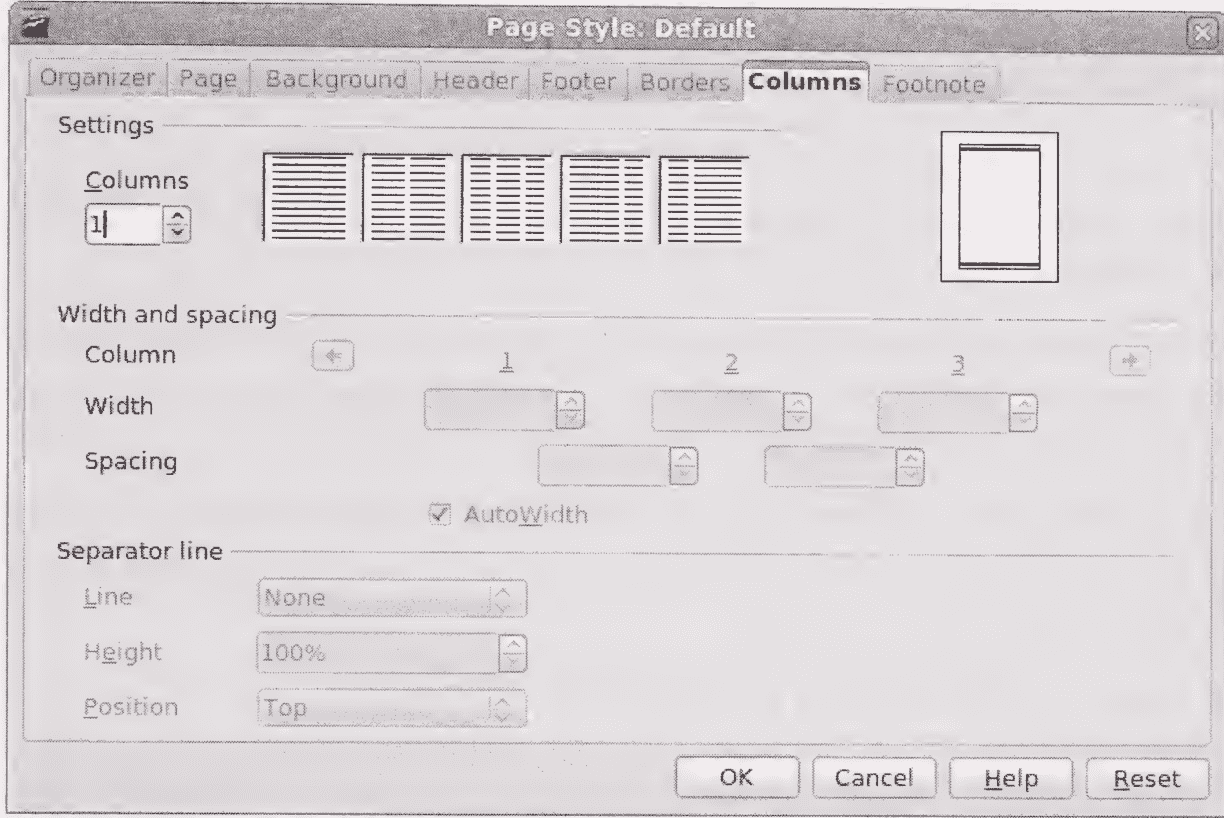 Page Style: Default
Organizer Page Background Header Footer Borders Columns Footnote
Settings
Columns
1
Width and spacing
Column 1 2 3
Width
Spacing
AutoWidth
Separator line
Line None
Height 100%
Position Top
OK Cancel Help Reset